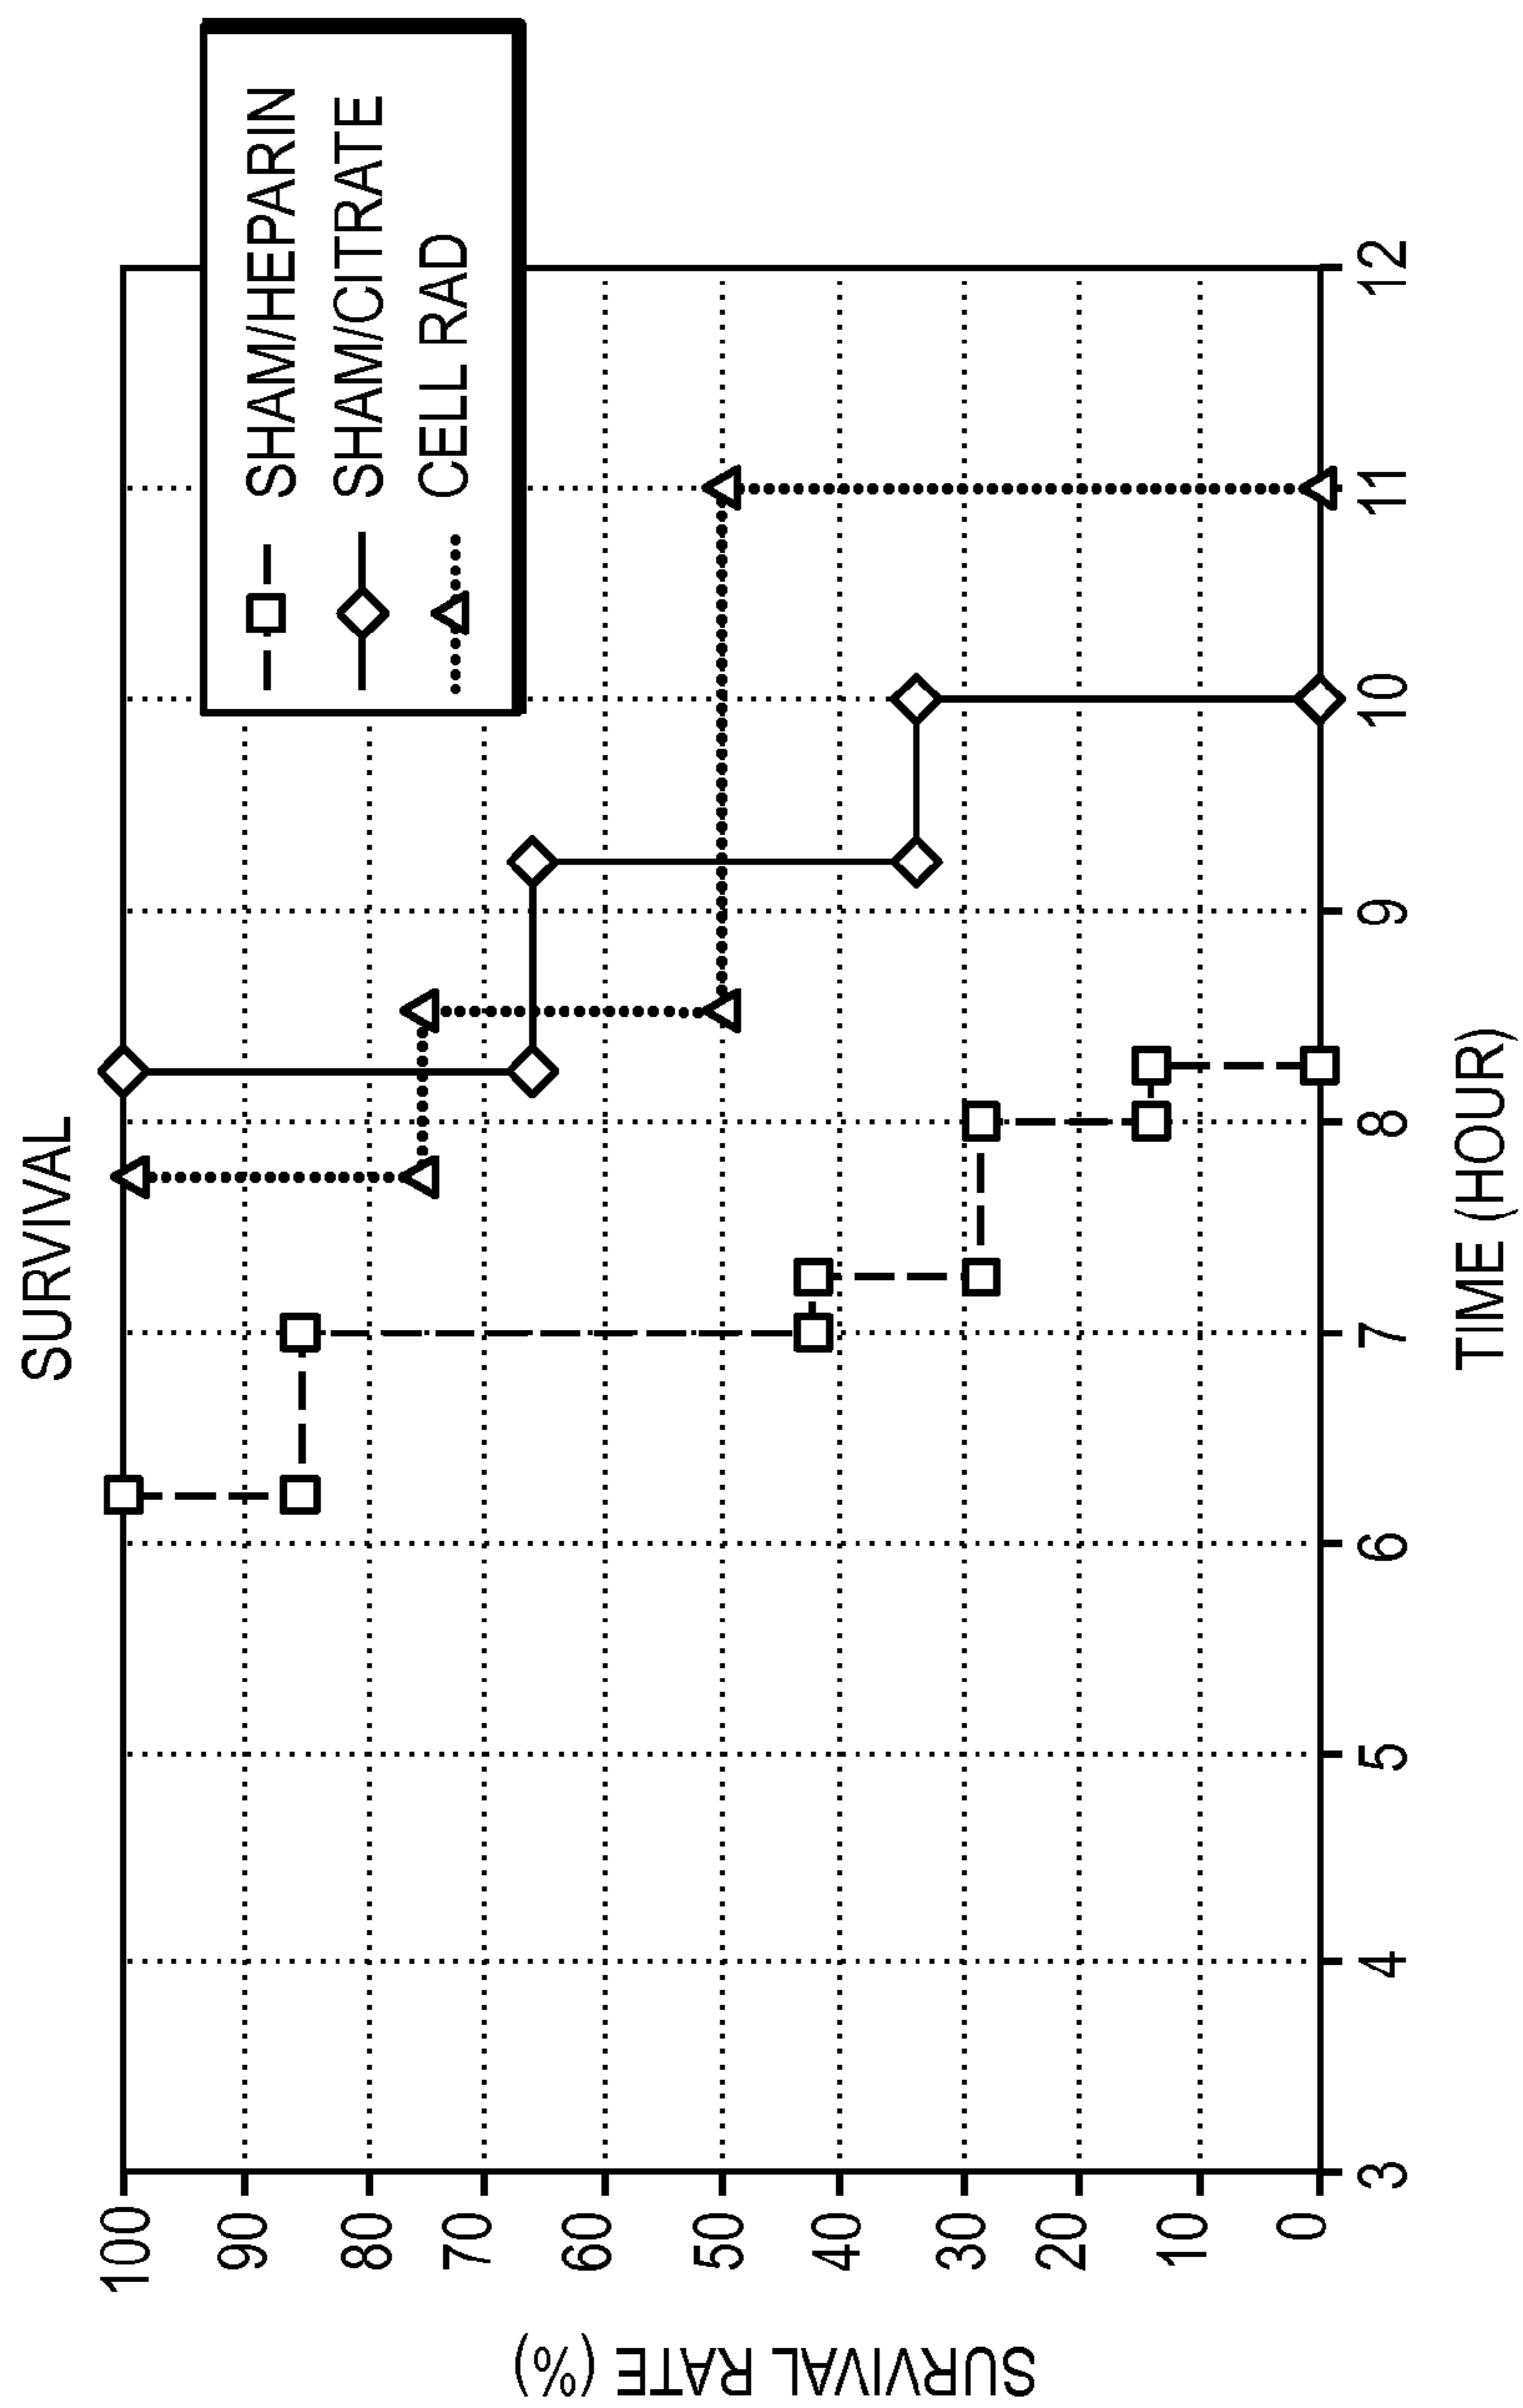 SURVIVAL
SHAM/HEPARIN
SHAM/CITRATE
CELL RAD
SURVIVAL RATE (%)
100
90
80
70
60
50
40
30
20
10
0
3 4 5 6 7 8 9 10 11 12
TIME (HOUR)